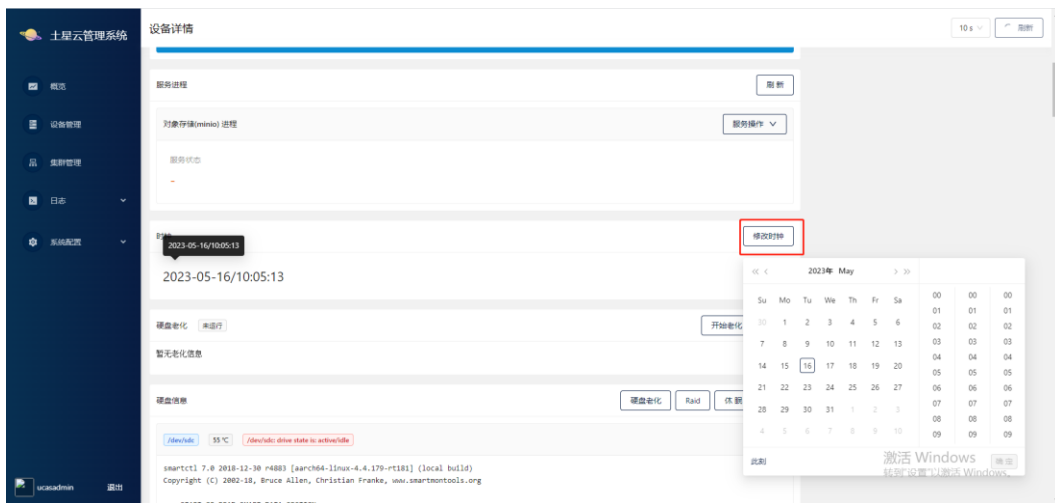 土星云管理系统
设备详情
10 s
刷新
概览
设备管理
集群管理
日志
系统配置
ucasadmin
退出
服务进程
刷 新
对象存储(minio) 进程
服务操作
服务状态
-
修改时钟
2023-05-16/10:05:13
2023-05-16/10:05:13
硬盘老化
未运行
开始老化
暂无老化信息
硬盘信息
硬盘老化
Raid
休眠
/dev/sdc
55 ℃
/dev/sdc: drive state is: active/idle
smartctl 7.0 2018-12-30 r4883 [aarch64-linux-4.4.179-rt181] (local build)
Copyright (C) 2002-18, Bruce Allen, Christian Franke, www.smartmontools.org
2023年 May
Su Mo Tu We Th Fr Sa
30 1 2 3 4 5 6
7 8 9 10 11 12 13
14 15 16 17 18 19 20
21 22 23 24 25 26 27
28 29 30 31 1 2 3
4 5 6 7 8 9 10
00 00 00
01 01 01
02 02 02
03 03 03
04 04 04
05 05 05
06 06 06
07 07 07
08 08 08
09 09 09
此刻
确 定
激活 Windows
转到"设置"以激活 Windows。